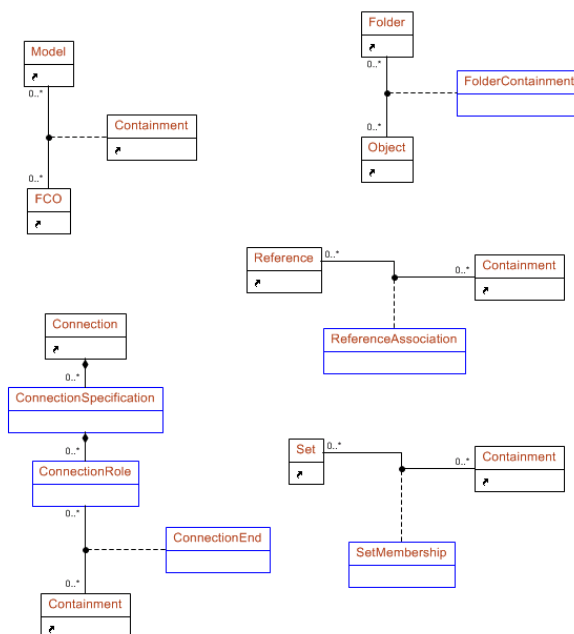 Folder
0..*
FolderContainment
0..*
Object
Model
0..*
Containment
0..*
FCO
Reference
0..*
0..*
Containment
ReferenceAssociation
Connection
0..*
ConnectionSpecification
0..*
ConnectionRole
0..*
ConnectionEnd
0..*
Containment
Set
0..*
0..*
Containment
SetMembership